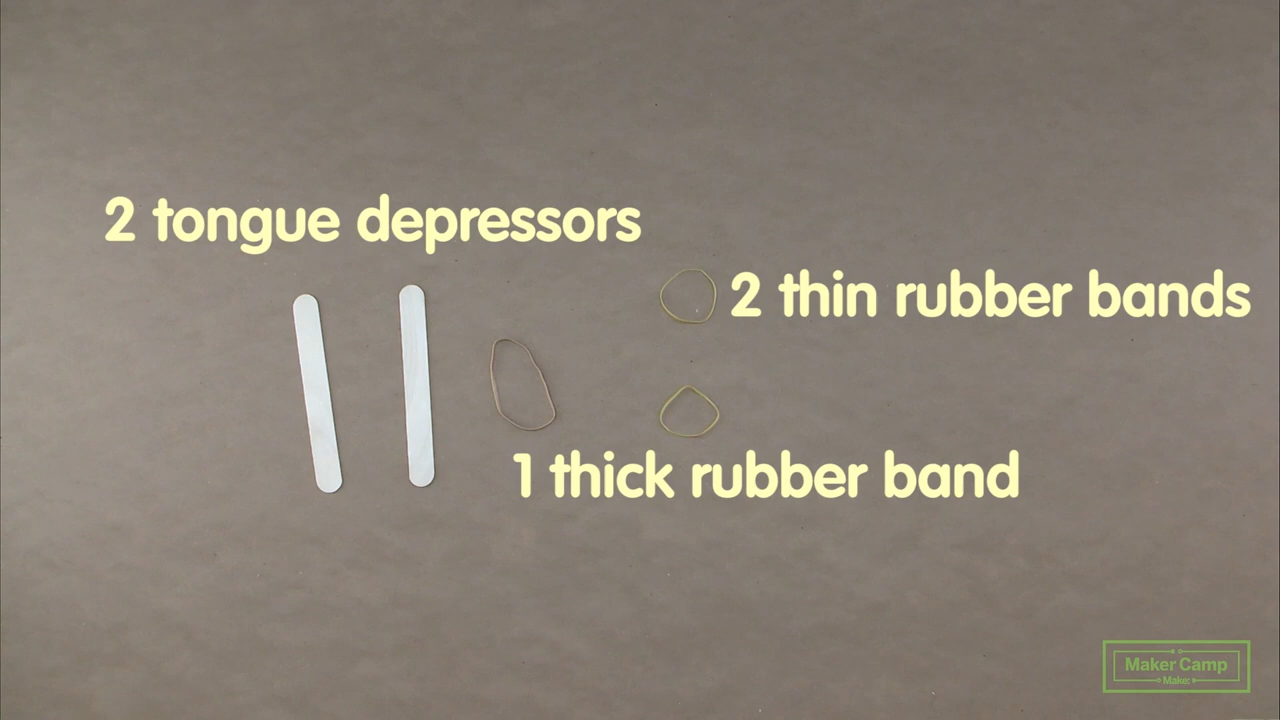 2 tongue depressors
2 thin rubber bands
1 thick rubber band
Maker Camp
Make: